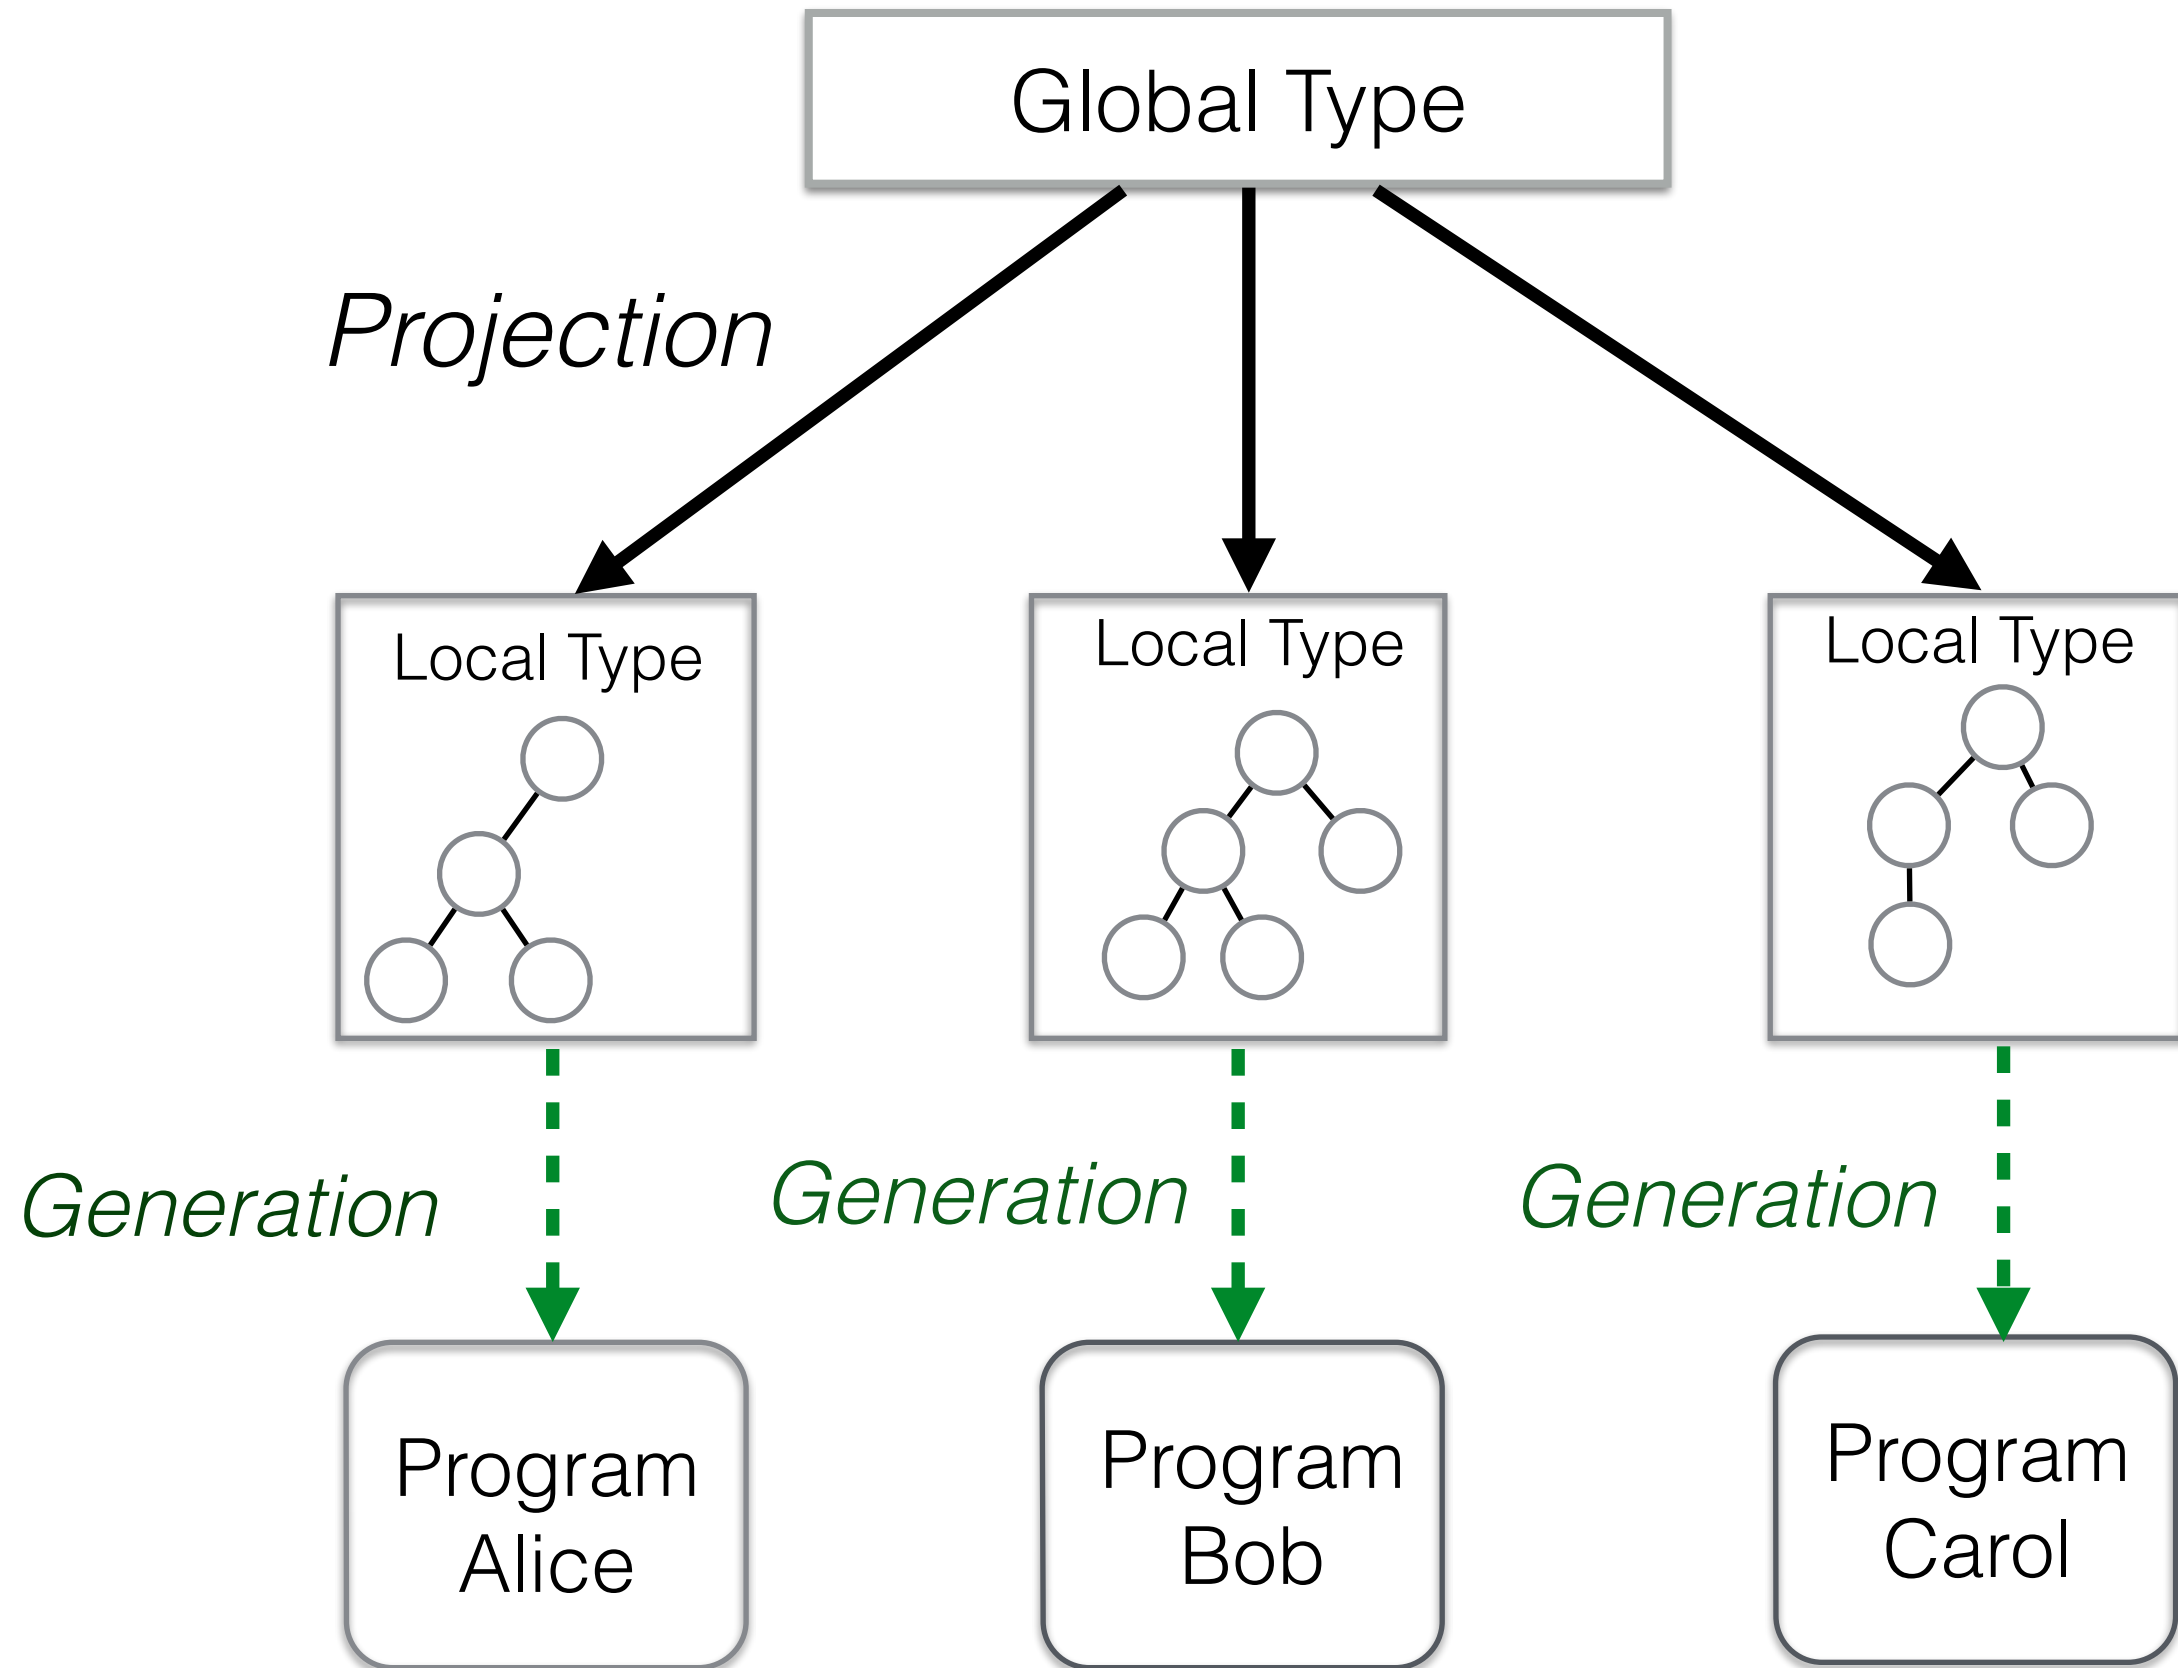 Global Type
Projection
Local Type
Local Type
Local Type
Generation
Generation
Generation
Program
Alice
Program
Bob
Program
Carol